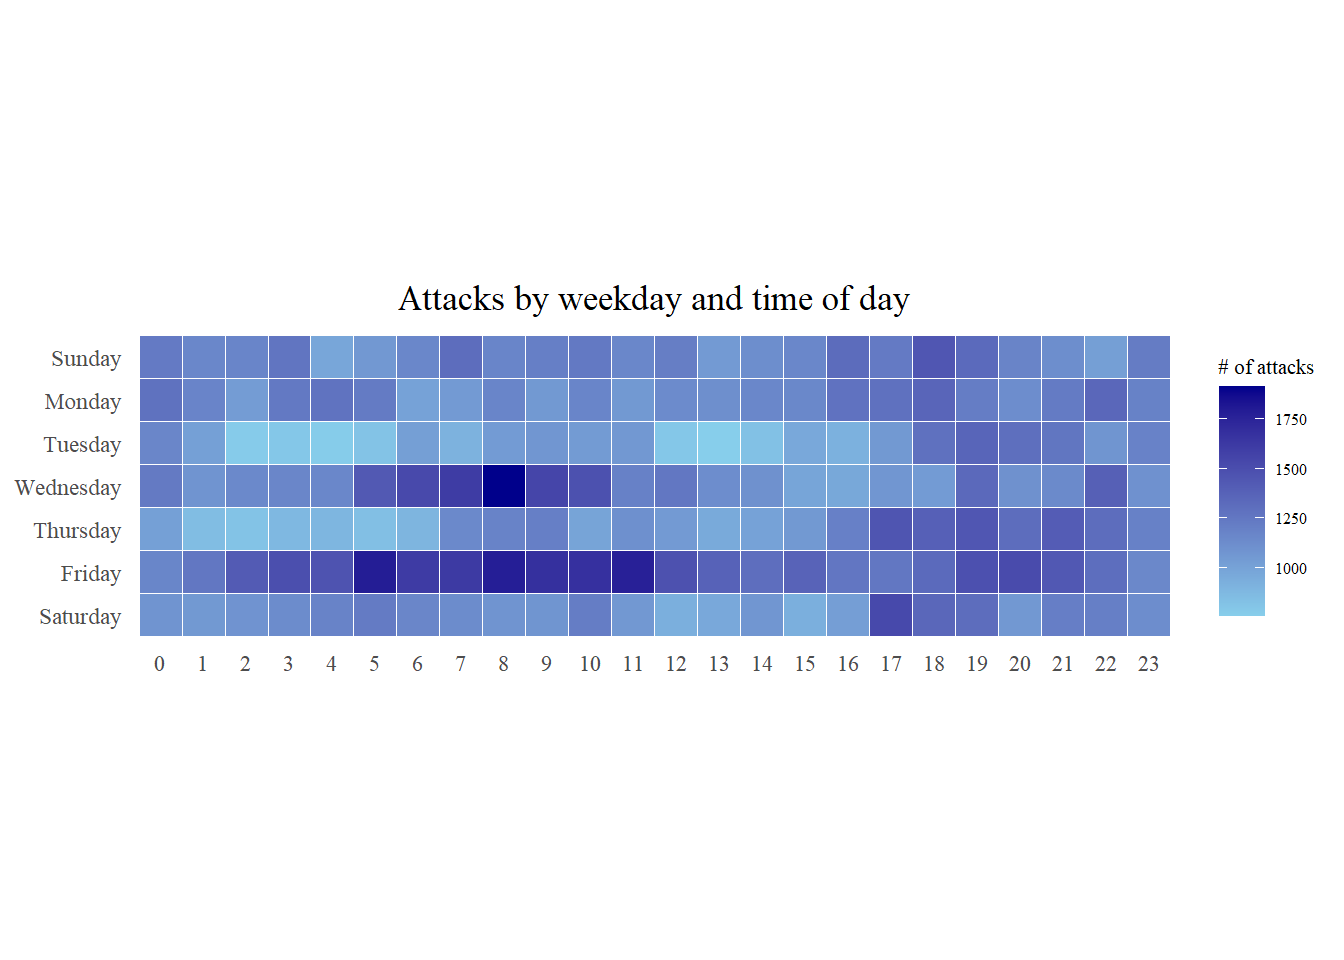 Attacks by weekday and time of day
Sunday
Monday
Tuesday
Wednesday
Thursday
Friday
Saturday
0 1 2 3 4 5 6 7 8 9 10 11 12 13 14 15 16 17 18 19 20 21 22 23
# of attacks
1750
1500
1250
1000